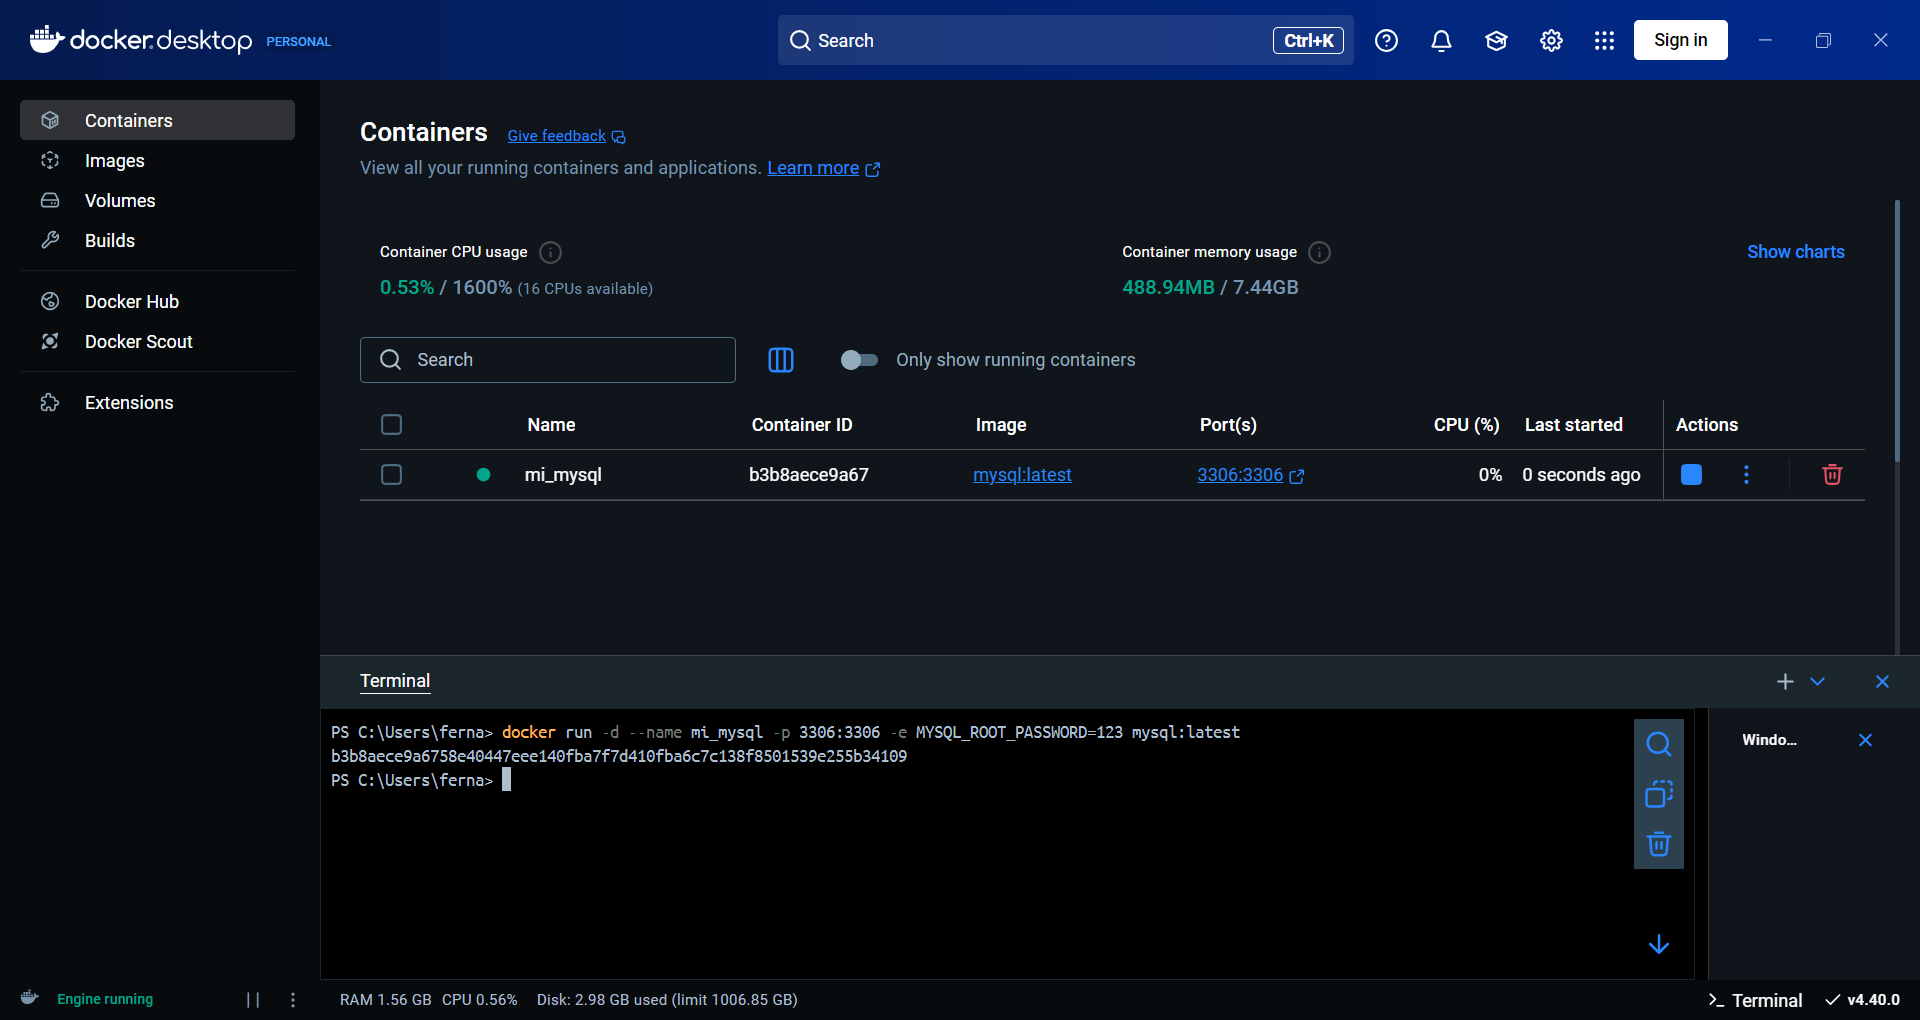 docker.desktop PERSONAL
Search
Ctrl+K
Sign in
Containers
Images
Volumes
Builds
Docker Hub
Docker Scout
Extensions
Containers Give feedback
View all your running containers and applications. Learn more
Container CPU usage
0.53% / 1600% (16 CPUs available)
Container memory usage
488.94MB / 7.44GB
Show charts
Search
Only show running containers
Name Container ID Image Port(s) CPU (%) Last started Actions
mi_mysql b3b8aece9a67 mysql:latest 3306:3306 0% 0 seconds ago
Terminal
PS C:\Users\ferna> docker run -d --name mi_mysql -p 3306:3306 -e MYSQL_ROOT_PASSWORD=123 mysql:latest
b3b8aece9a6758e40447eee140fba7f7d410fba6c7c138f8501539e255b34109
PS C:\Users\ferna>
Windo...
Engine running
RAM 1.56 GB CPU 0.56% Disk: 2.98 GB used (limit 1006.85 GB)
Terminal
v4.40.0